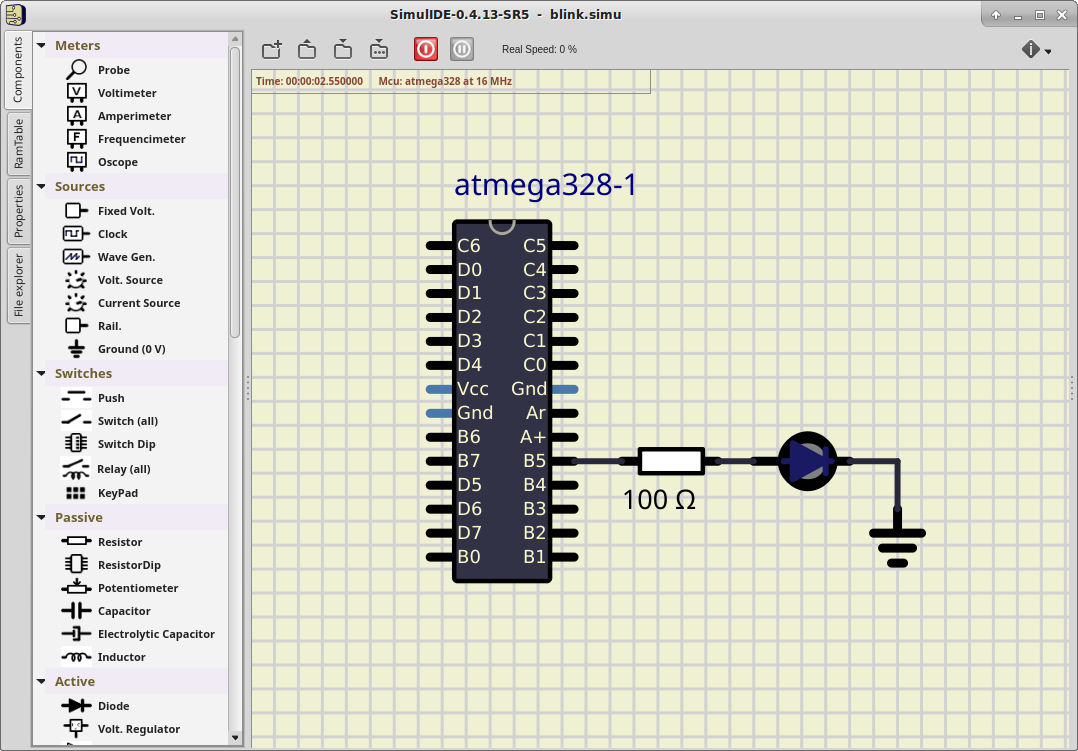 SimulIDE-0.4.13-SR5 - blink.simu
Components
RamTable
Properties
File explorer
Meters
Probe
Voltimeter
Amperimeter
Frequencimeter
Oscope
Sources
Fixed Volt.
Clock
Wave Gen.
Volt. Source
Current Source
Rail.
Ground (0 V)
Switches
Push
Switch (all)
Switch Dip
Relay (all)
KeyPad
Passive
Resistor
ResistorDip
Potentiometer
Capacitor
Electrolytic Capacitor
Inductor
Active
Diode
Volt. Regulator
Real Speed: 0 %
Time: 00:00:02.550000 Mcu: atmega328 at 16 MHz
atmega328-1
C6 C5
D0 C4
D1 C3
D2 C2
D3 C1
D4 C0
Vcc Gnd
Gnd Ar
B6 A+
B7 B5
D5 B4
D6 B3
D7 B2
B0 B1
100 Ω